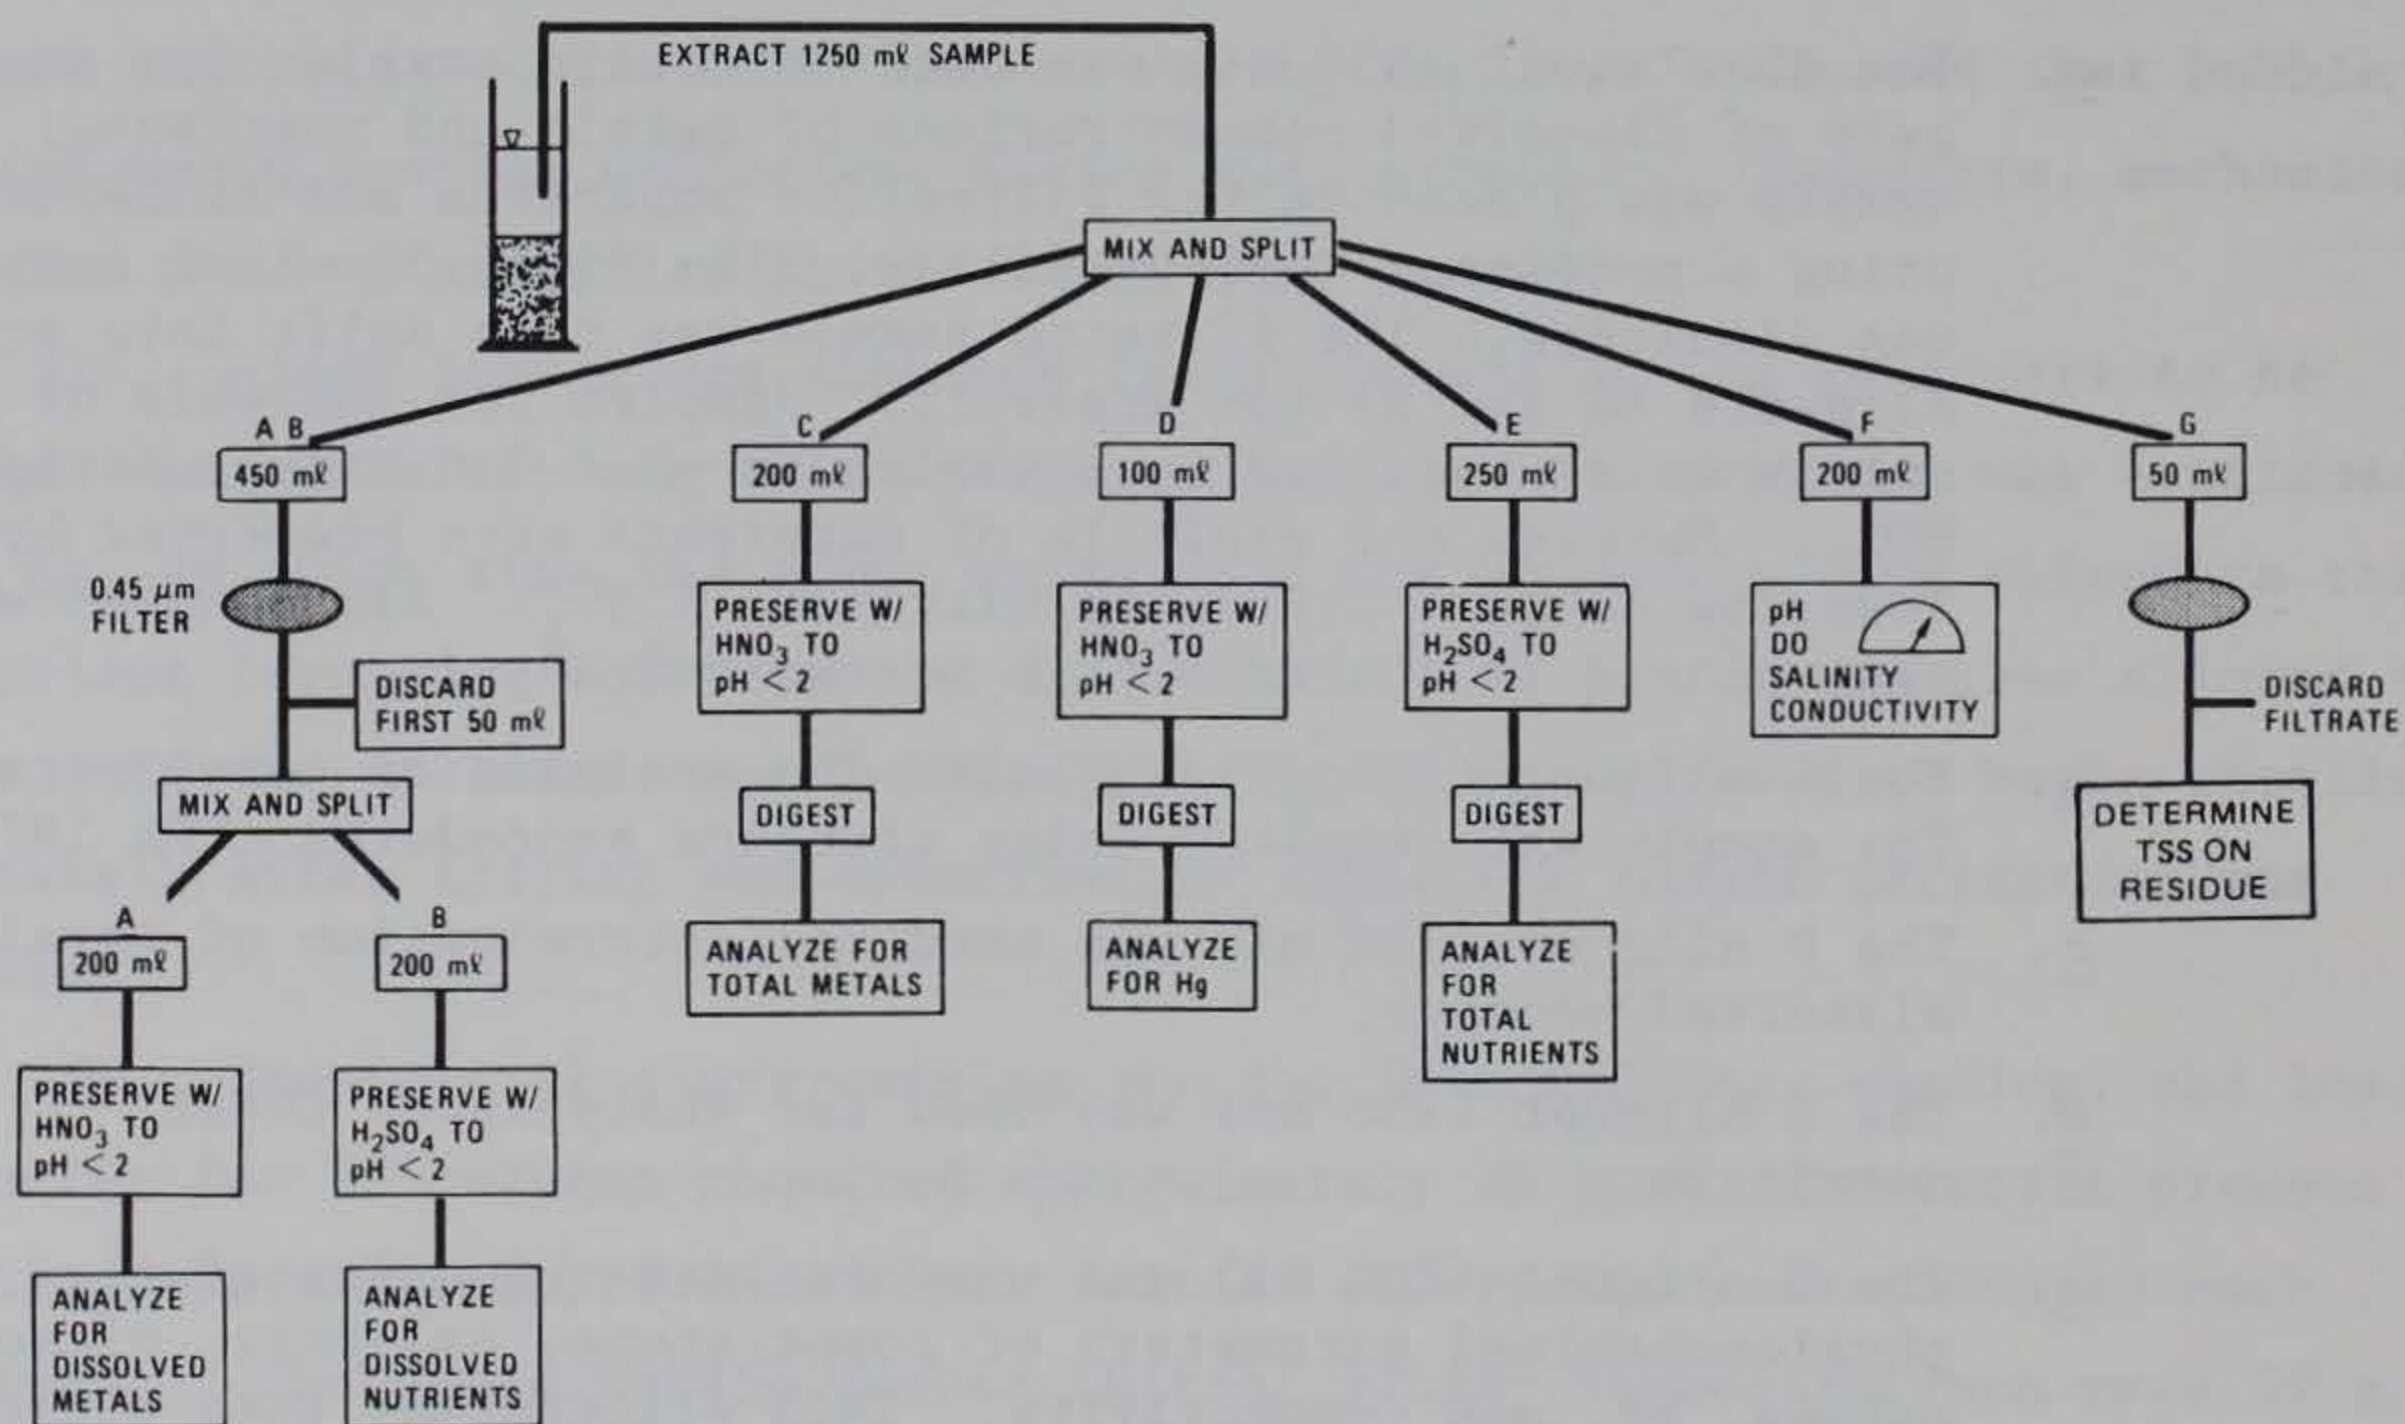 EXTRACT 1250 mℓ SAMPLE
MIX AND SPLIT
A B
450 mℓ
0.45 μm
FILTER
DISCARD
FIRST 50 mℓ
MIX AND SPLIT
A
200 mℓ
PRESERVE W/
HNO₃ TO
pH < 2
ANALYZE
FOR
DISSOLVED
METALS
B
200 mℓ
PRESERVE W/
H₂SO₄ TO
pH < 2
ANALYZE
FOR
DISSOLVED
NUTRIENTS
C
200 mℓ
PRESERVE W/
HNO₃ TO
pH < 2
DIGEST
ANALYZE FOR
TOTAL METALS
D
100 mℓ
PRESERVE W/
HNO₃ TO
pH < 2
DIGEST
ANALYZE
FOR Hg
E
250 mℓ
PRESERVE W/
H₂SO₄ TO
pH < 2
DIGEST
ANALYZE
FOR
TOTAL
NUTRIENTS
F
200 mℓ
pH
DO
SALINITY
CONDUCTIVITY
G
50 mℓ
DISCARD
FILTRATE
DETERMINE
TSS ON
RESIDUE